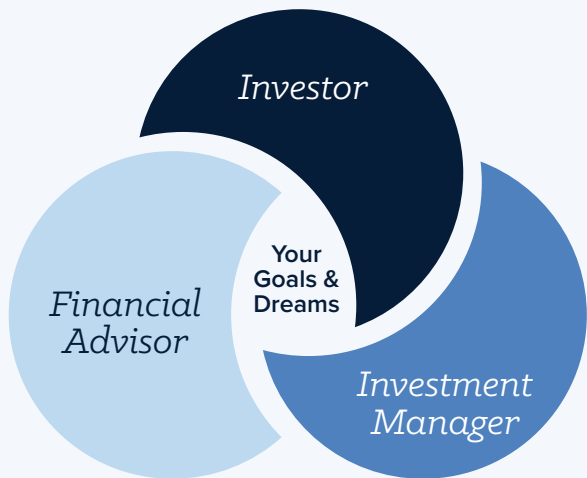 Investor
Your
Goals &
Dreams
Financial
Advisor
Investment
Manager